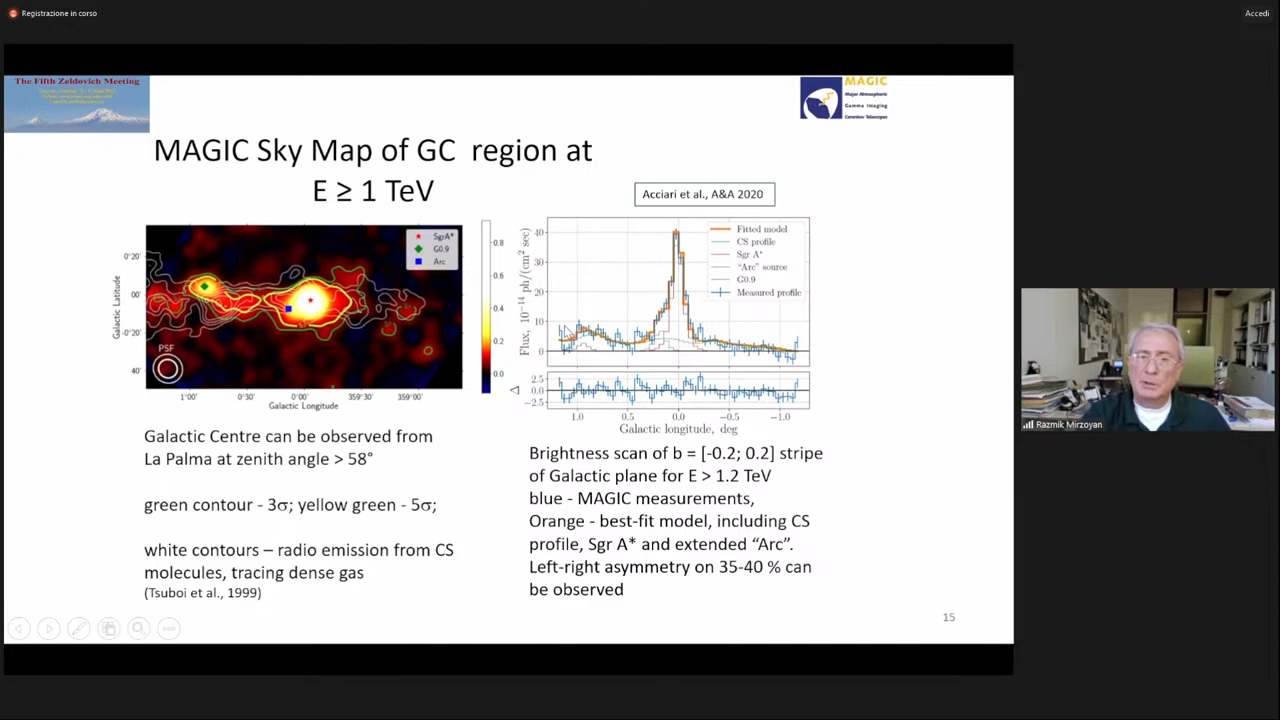 Registrazione in corso
Accedi
The Fifth Zeldovich Meeting
MAGIC
Major Atmospheric
Gamma Imaging
Cerenkov Telescopes
MAGIC Sky Map of GC region at
E ≥ 1 TeV
Acciari et al., A&A 2020
SgrA*
G0.9
Arc
PSF
0°20'
00'
-0°20'
40'
Galactic Latitude
1°00' 0°30' 0°00' 359°30' 359°00'
Galactic Longitude
0.8
0.6
0.4
0.2
0.0
Fitted model
CS profile
Sgr A*
"Arc" source
G0.9
Measured profile
Flux, 10⁻¹⁴ ph/(cm² sec)
40
30
20
10
0
Δ
2.5
0.0
−2.5
1.0 0.5 0.0 −0.5 −1.0
Galactic longitude, deg
Galactic Centre can be observed from
La Palma at zenith angle > 58°
green contour - 3σ; yellow green - 5σ;
white contours – radio emission from CS
molecules, tracing dense gas
(Tsuboi et al., 1999)
Brightness scan of b = [-0.2; 0.2] stripe
of Galactic plane for E > 1.2 TeV
blue - MAGIC measurements,
Orange - best-fit model, including CS
profile, Sgr A* and extended “Arc”.
Left-right asymmetry on 35-40 % can
be observed
15
Razmik Mirzoyan